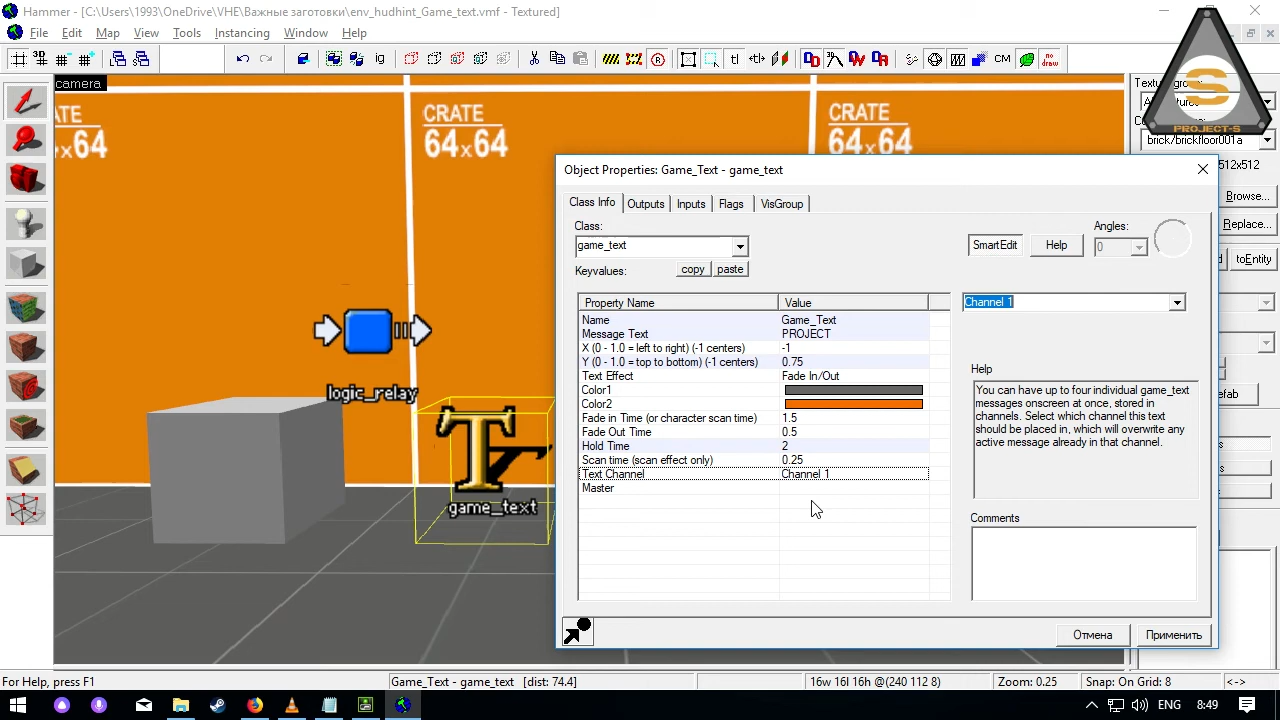 Hammer - [C:\Users\1993\OneDrive\VHE\Важные заготовки\env_hudhint_Game_text.vmf - Textured]
File Edit Map View Tools Instancing Window Help
camera
CRATE
64x64
CRATE
64x64
x64
logic_relay
game_text
PROJECT-S
brick/brickfloor001a
512x512
Browse...
Replace...
toEntity
Object Properties: Game_Text - game_text
Class Info Outputs Inputs Flags VisGroup
Class:
game_text
Keyvalues: copy paste
SmartEdit Help
Angles:
0
Property Name Value
Name Game_Text
Message Text PROJECT
X (0 - 1.0 = left to right) (-1 centers) -1
Y (0 - 1.0 = top to bottom) (-1 centers) 0.75
Text Effect Fade In/Out
Color1
Color2
Fade in Time (or character scan time) 1.5
Fade Out Time 0.5
Hold Time 2
Scan time (scan effect only) 0.25
Text Channel Channel 1
Master
Channel 1
Help
You can have up to four individual game_text
messages onscreen at once, stored in
channels. Select which channel this text
should be placed in, which will overwrite any
active message already in that channel.
Comments
Отмена Применить
For Help, press F1
Game_Text - game_text [dist: 74.4]
16w 16l 16h @(240 112 8)
Zoom: 0.25
Snap: On Grid: 8
<->
ENG 8:49